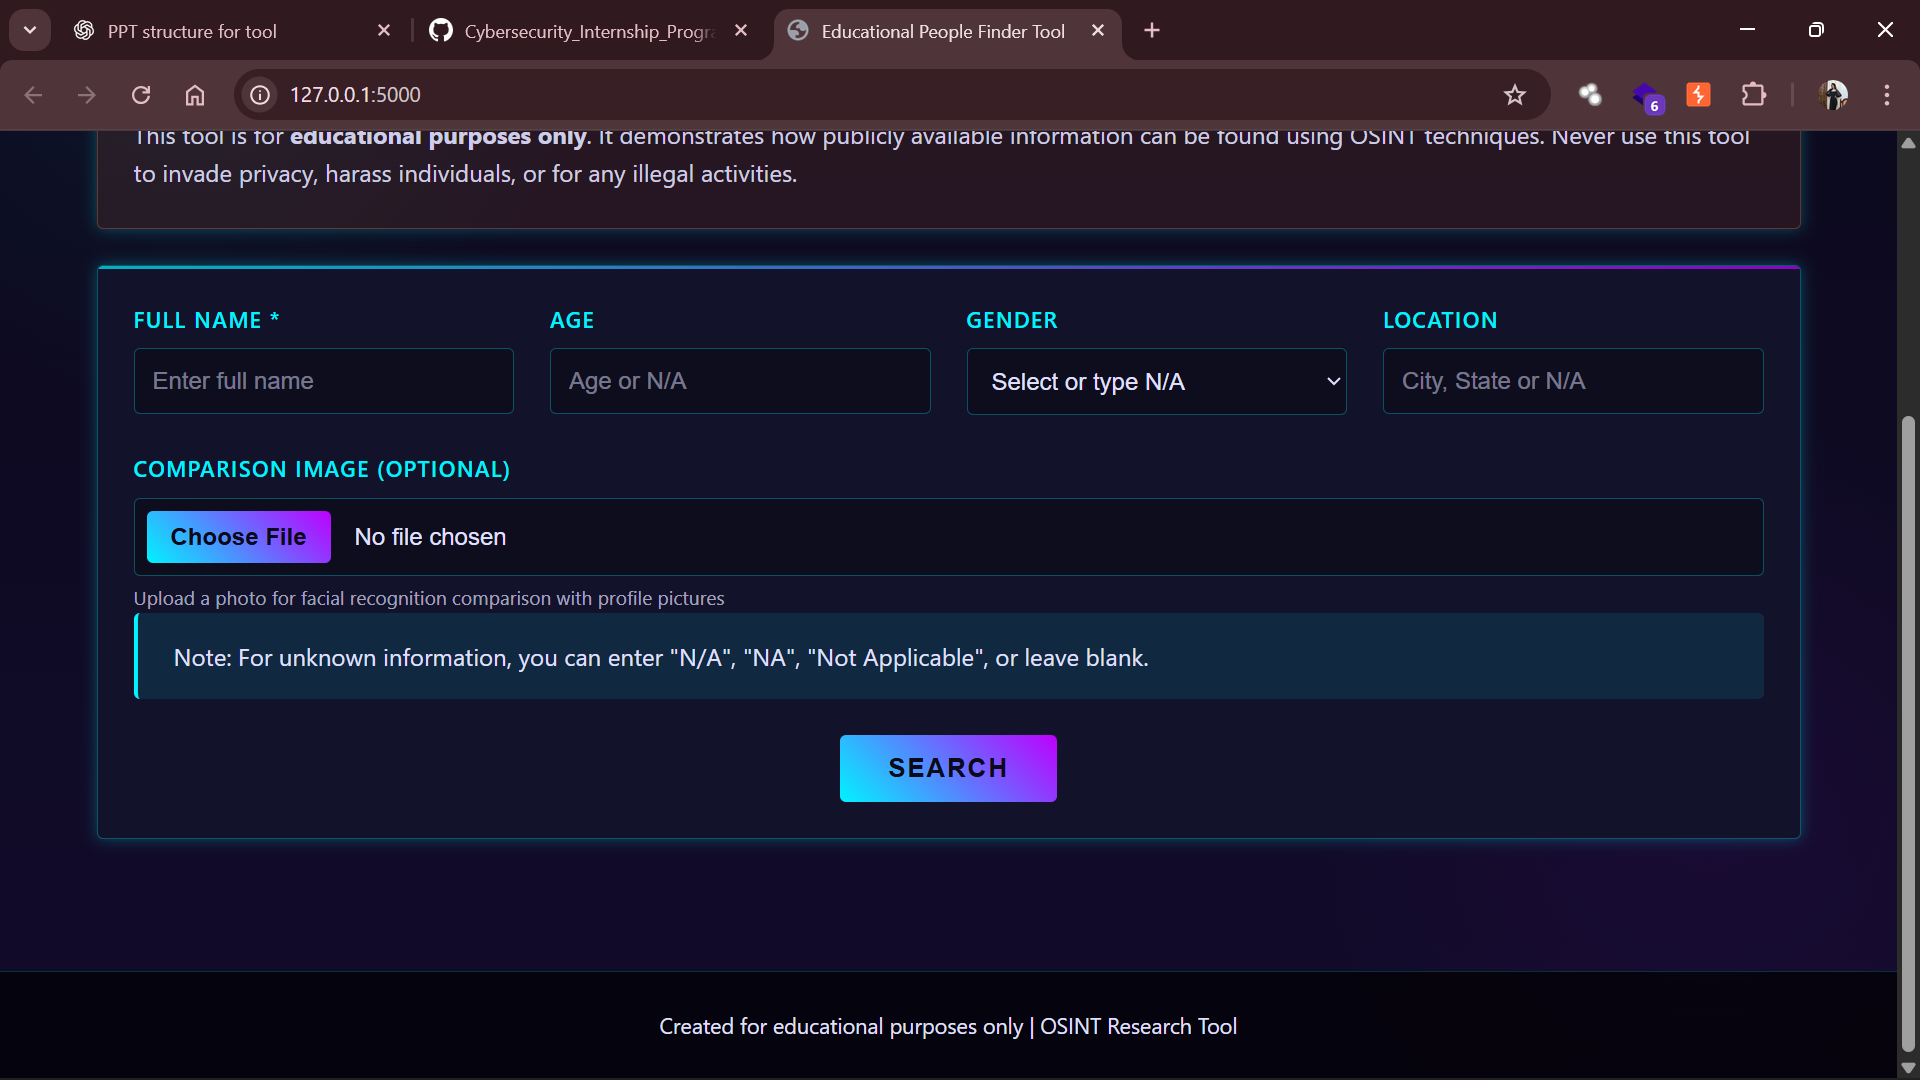 PPT structure for tool
Cybersecurity_Internship_Progra
Educational People Finder Tool
127.0.0.1:5000
6
This tool is for educational purposes only. It demonstrates how publicly available information can be found using OSINT techniques. Never use this tool
to invade privacy, harass individuals, or for any illegal activities.
FULL NAME * AGE GENDER LOCATION
Enter full name Age or N/A Select or type N/A City, State or N/A
COMPARISON IMAGE (OPTIONAL)
Choose File No file chosen
Upload a photo for facial recognition comparison with profile pictures
Note: For unknown information, you can enter "N/A", "NA", "Not Applicable", or leave blank.
SEARCH
Created for educational purposes only | OSINT Research Tool